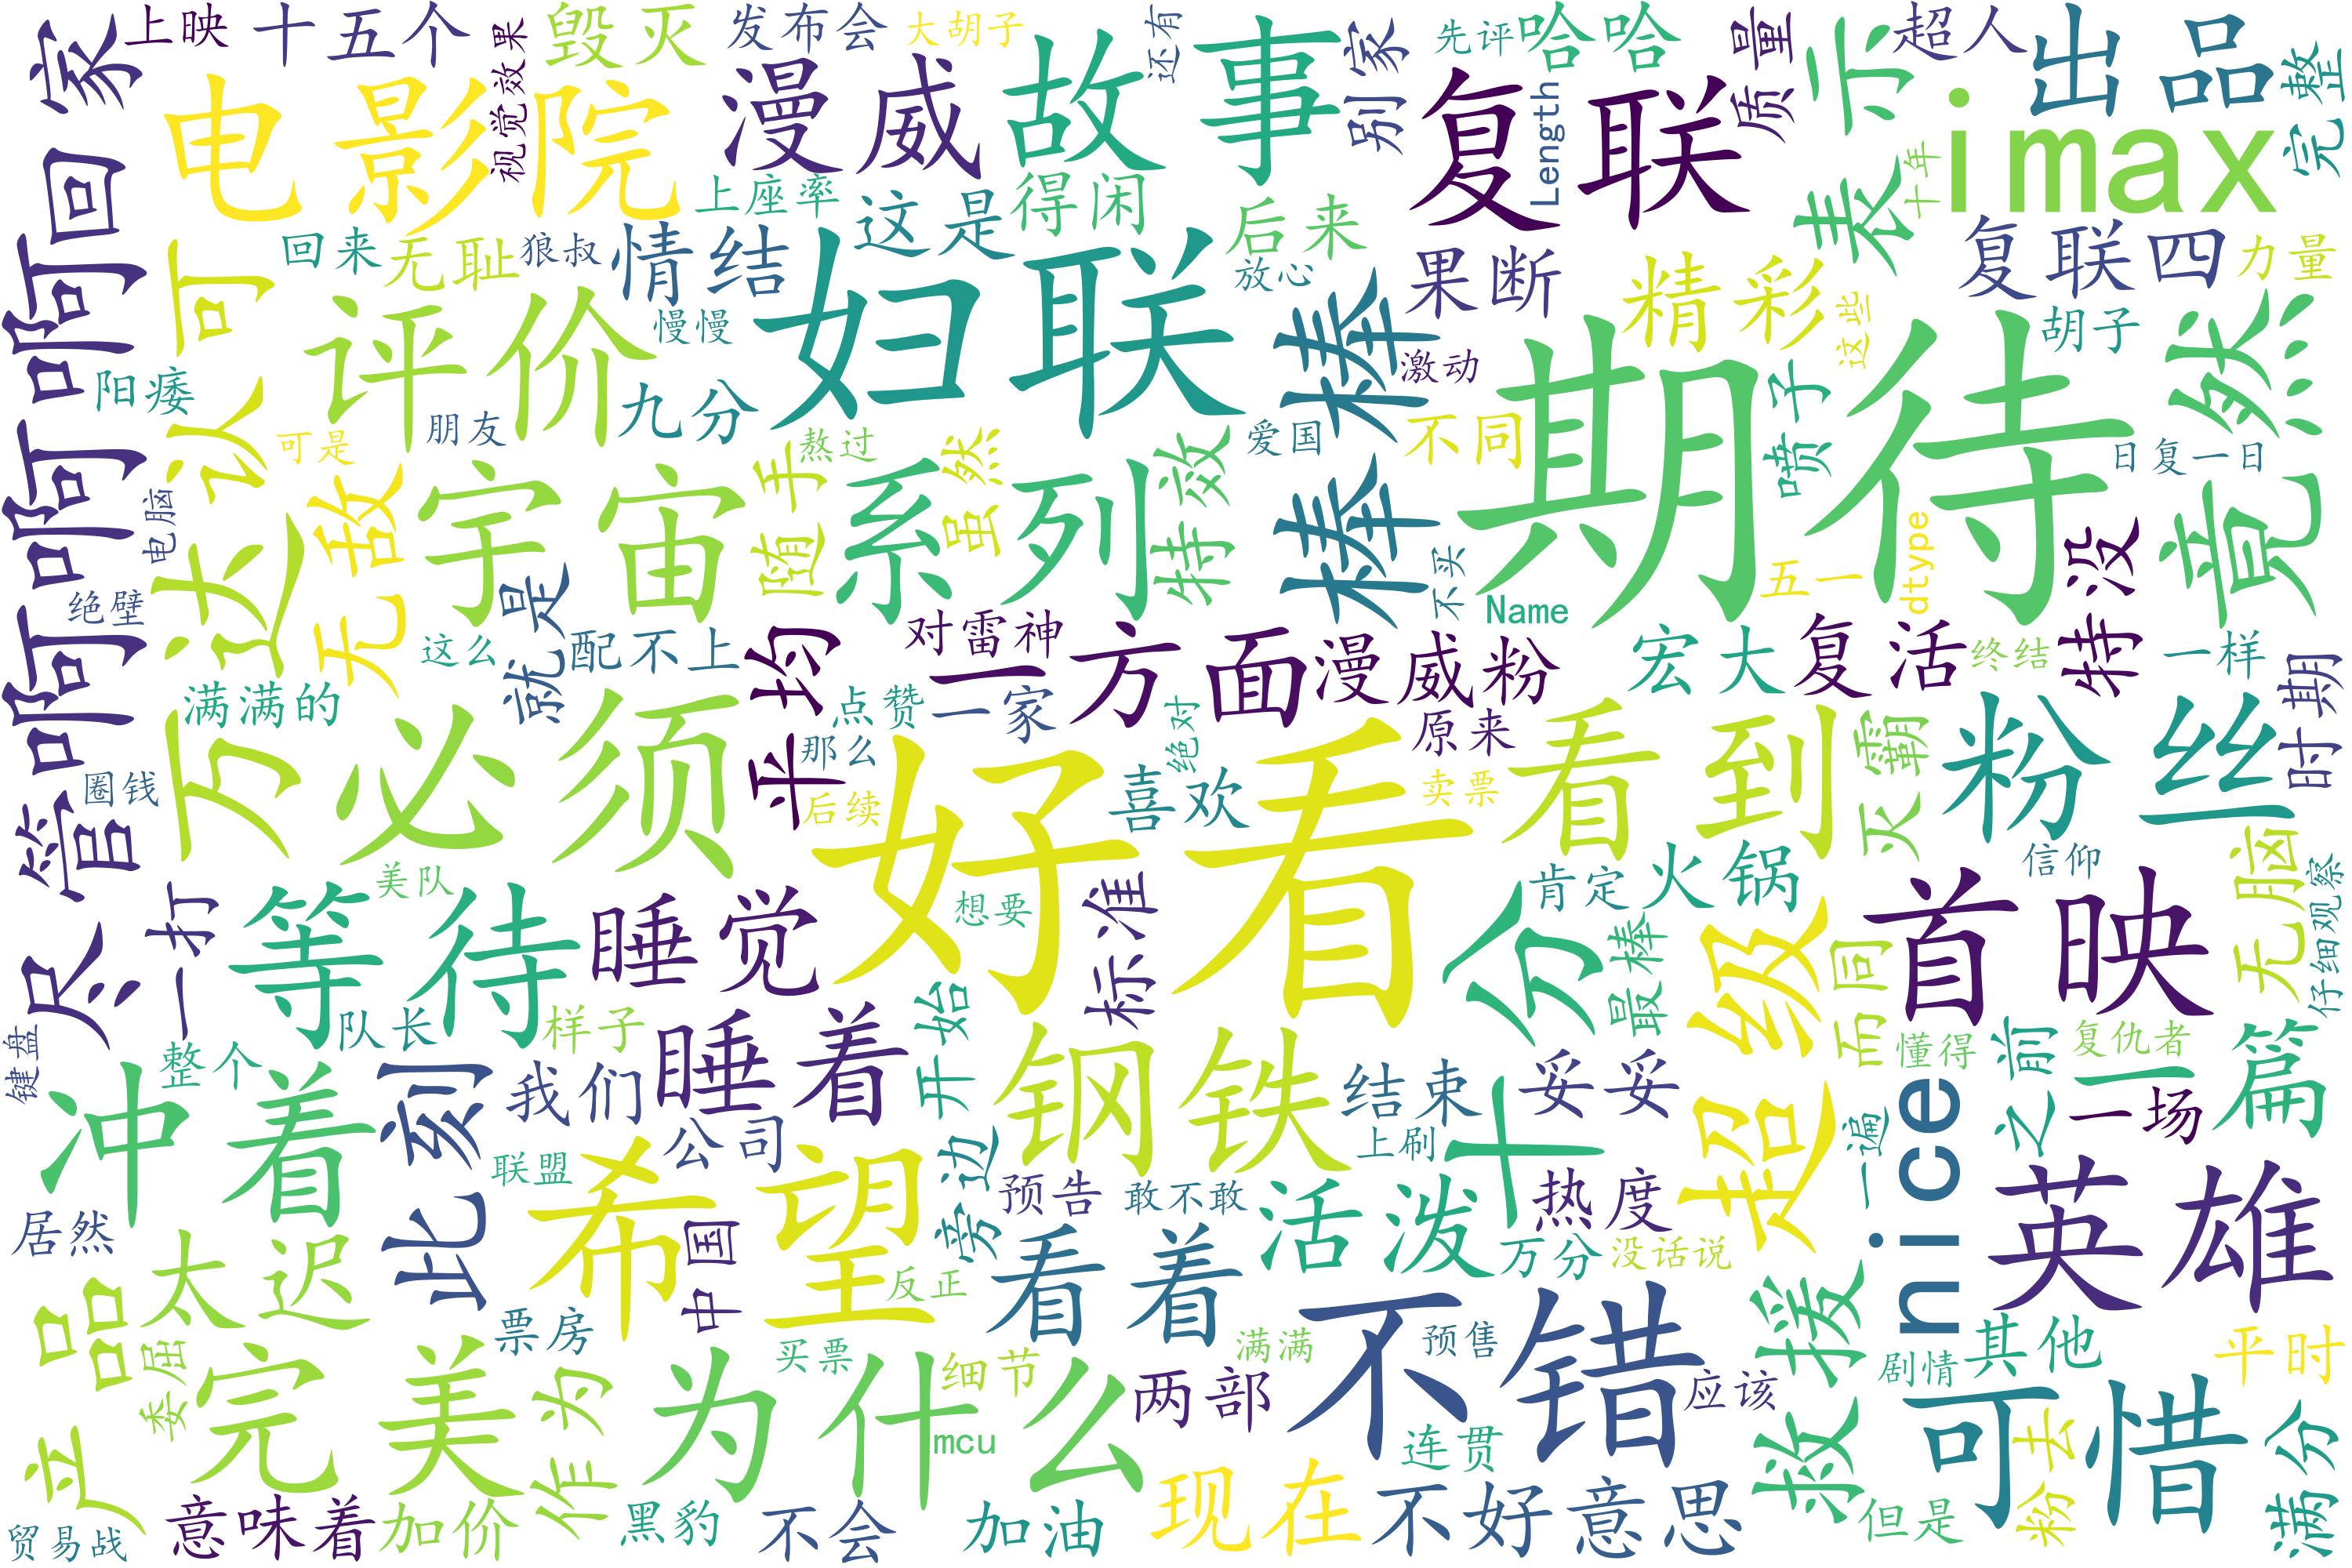 上映
十五个
毁灭
发布会
大胡子
还有
故事
别家
先评
哈哈
质量
表示
超人
出品
完整
回家
电影院
视觉效果
漫威
复联
Length
imax
十年
上座率
这是
得闲
后来
啊啊啊啊
认可
回来
无耻
狼叔
情结
妇联
放心
果断
精彩
复联四
力量
评价
慢慢
棒棒
激动
期待
这些
胡子
竟然
阳痿
朋友
九分
爱国
不同
喷子
日复一日
可是
无敌
宇宙
随手
熬过
虽然
系列
特效
电脑
万达
绝壁
就是
不买
Name
五一
dtype
特没
这么
配不上
平均
对雷神
一方面
漫威粉
宏大
复活
终结
一样
时期
满满的
必须
点赞
一家
绝对
原来
看到
灭霸
粉丝
那么
圈钱
后续
好看
喜欢
卖票
尽管
美队
信仰
无脑
仔细观察
一打
等待
睡觉
想要
标准
十分
肯定
火锅
最棒
超级
而同
首映
键盘
整个
队长
样子
睡着
开始
懂得
之前
复仇者
一场
篇
冲着
此刻
我们
公司
钢铁
结束
妥妥
nice
一遍
上刷
联盟
希望
中国
旁边
预告
敢不敢
活泼
热度
万分
没话说
英雄
居然
太迟
反正
看着
救援
产品
委屈
完美
票房
作为
为什么
买票
细节
满满
两部
不错
预售
应该
剧情
其他
平时
mcu
连贯
可惜
粉去
满分
贸易战
意味着
加价
黑豹
不会
加油
现在
不好意思
但是